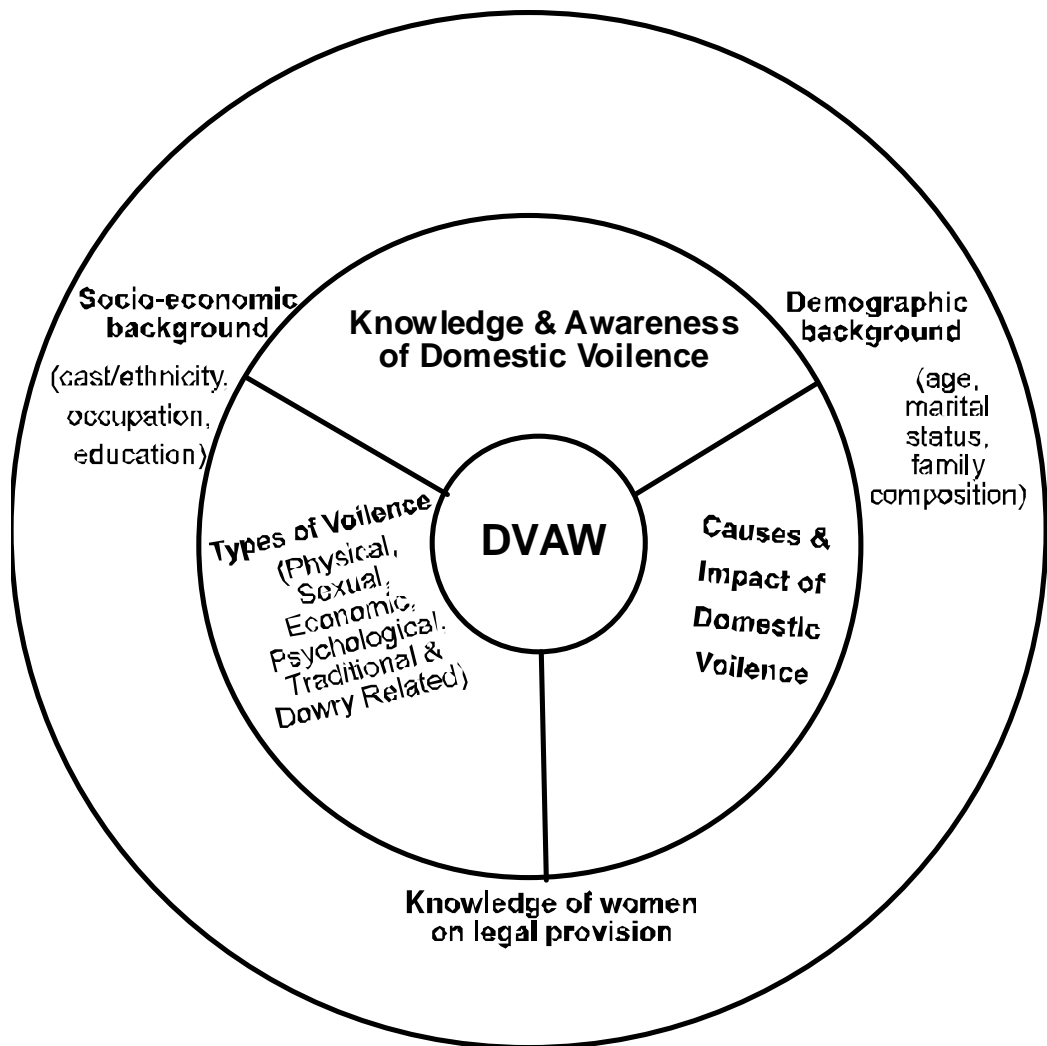 Socio-economic
background
(cast/ethnicity,
occupation,
education)
Knowledge & Awareness
of Domestic Voilence
Demographic
background
(age,
marital
status,
family
composition)
Types of Voilence
(Physical,
Sexual,
Economic,
Psychological,
Traditional &
Dowry Related)
DVAW
Causes &
Impact of
Domestic
Voilence
Knowledge of women
on legal provision